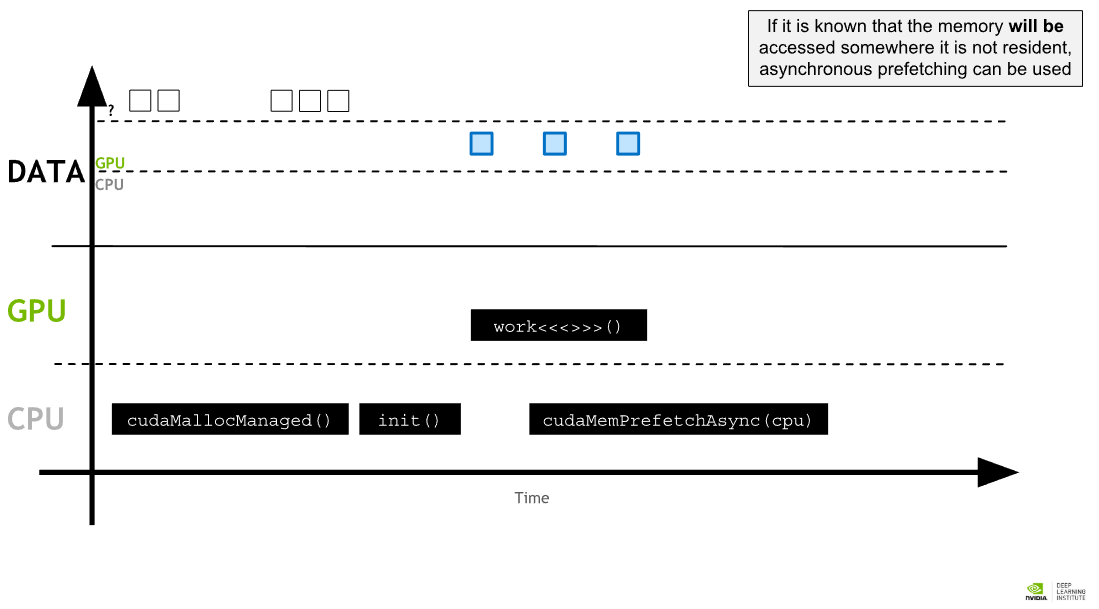 If it is known that the memory will be
accessed somewhere it is not resident,
asynchronous prefetching can be used
?
DATA
GPU
CPU
GPU
work<<<>>>()
CPU
cudaMallocManaged()
init()
cudaMemPrefetchAsync(cpu)
Time
NVIDIA
DEEP
LEARNING
INSTITUTE